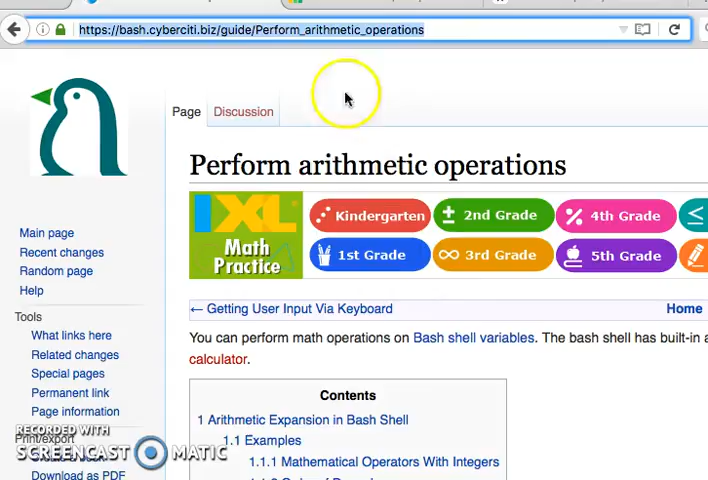 https://bash.cyberciti.biz/guide/Perform_arithmetic_operations
Page Discussion
Perform arithmetic operations
IXL Math Practice
Kindergarten 2nd Grade 4th Grade
1st Grade 3rd Grade 5th Grade
← Getting User Input Via Keyboard Home
You can perform math operations on Bash shell variables. The bash shell has built-in a
calculator.
Contents
1 Arithmetic Expansion in Bash Shell
1.1 Examples
1.1.1 Mathematical Operators With Integers
Main page
Recent changes
Random page
Help
Tools
What links here
Related changes
Special pages
Permanent link
Page information
Print/export
Download as PDF
RECORDED WITH
SCREENCAST MATIC